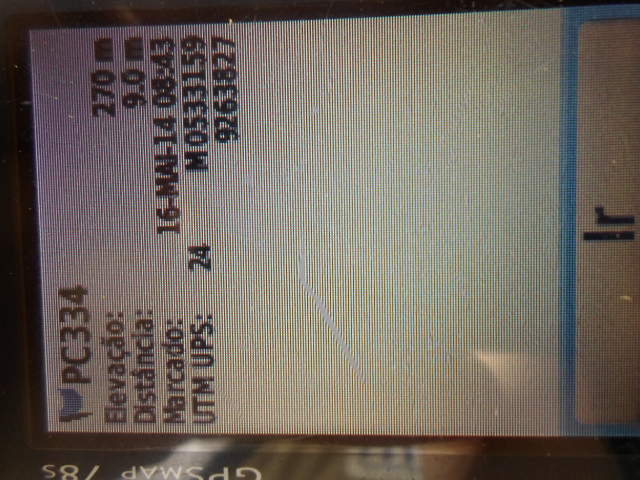 PC334
Elevação: 270 m
Distância: 9.0 m
Marcado: 16-MAI-14 08:43
UTM UPS: 24 M 0533159
9263827
Ir
GPSMAP 78s